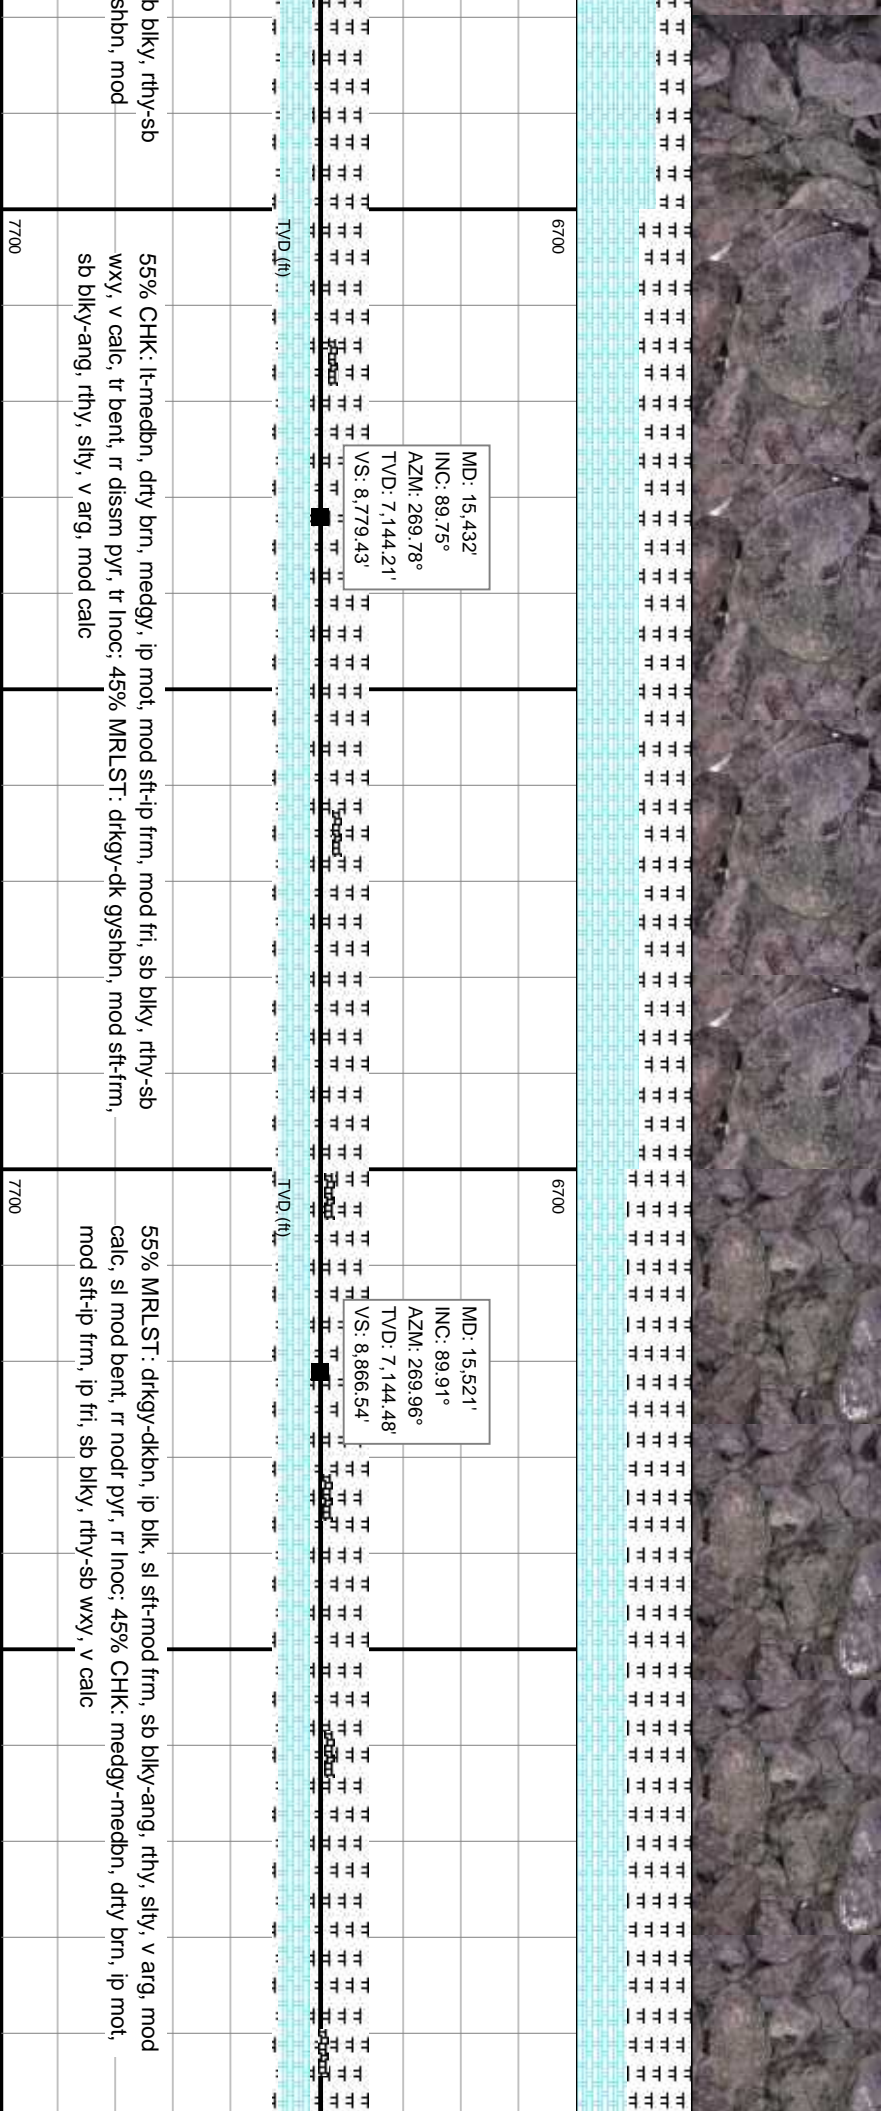 b blky, rthy-sb
shbn, mod
6700
TVD (ft)
7700
MD: 15,432'
INC: 89.75°
AZM: 269.78°
TVD: 7,144.21'
VS: 8,779.43'
55% CHK: lt-medbn, drty brn, medgy, ip mot, mod sft-ip frm, mod fri, sb blky, rthy-sb
wxy, v calc, tr bent, rr dissm pyr, tr Inoc; 45% MRLST: drkgy-dk gyshbn, mod sft-frm,
sb blky-ang, rthy, slty, v arg, mod calc
6700
TVD (ft)
7700
MD: 15,521'
INC: 89.91°
AZM: 269.96°
TVD: 7,144.48'
VS: 8,866.54'
55% MRLST: drkgy-dkbn, ip blk, sl sft-mod frm, sb blky-ang, rthy, slty, v arg, mod
calc, sl mod bent, rr nodr pyr, rr Inoc; 45% CHK: medgy-medbn, drty brn, ip mot,
mod sft-ip frm, ip fri, sb blky, rthy-sb wxy, v calc